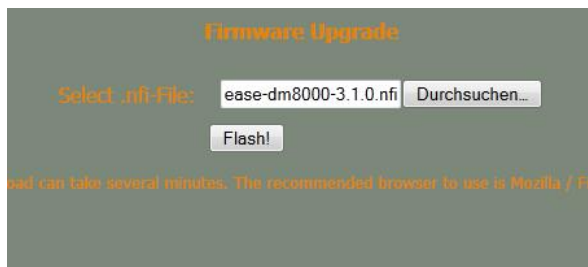 Firmware Upgrade
Select .nfi-File: ease-dm8000-3.1.0.nfi Durchsuchen...
Flash!
oad can take several minutes. The recommended browser to use is Mozilla / F